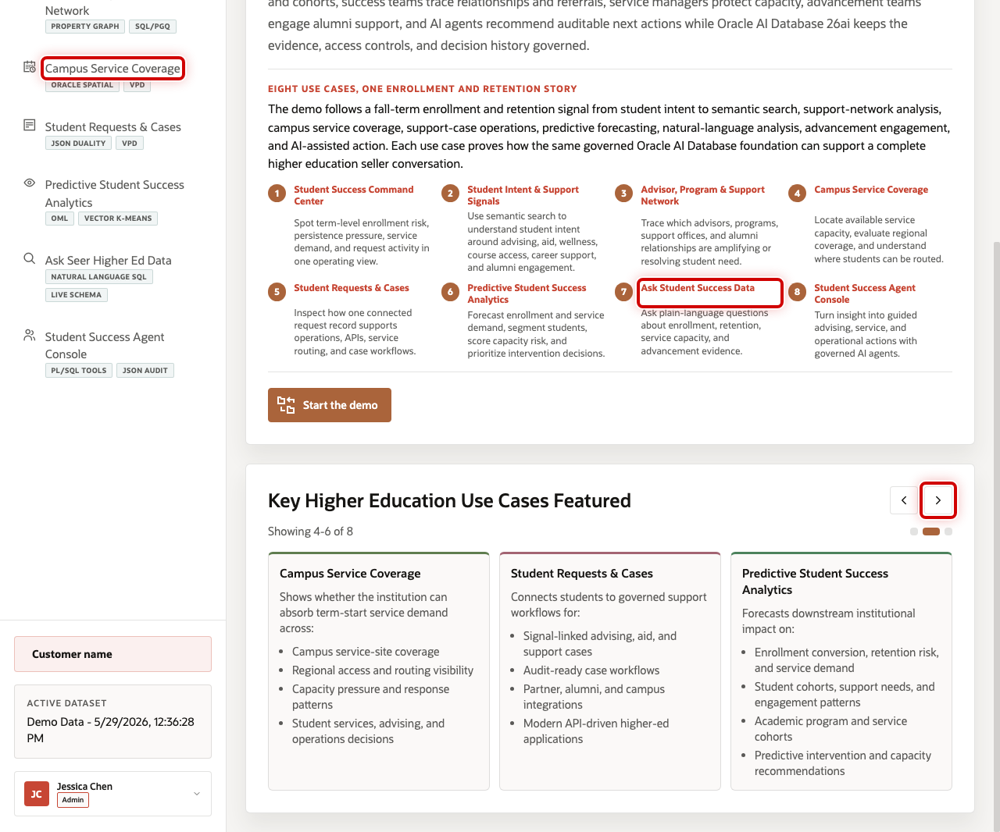 Network
PROPERTY GRAPH
SQL/PGQ
Campus Service Coverage
ORACLE SPATIAL
VPD
Student Requests & Cases
JSON DUALITY
VPD
Predictive Student Success
Analytics
OML
VECTOR K-MEANS
Ask Seer Higher Ed Data
NATURAL LANGUAGE SQL
LIVE SCHEMA
Student Success Agent
Console
PL/SQL TOOLS
JSON AUDIT
Customer name
ACTIVE DATASET
Demo Data - 5/29/2026, 12:36:28
PM
JC
Jessica Chen
Admin
and cohorts, success teams trace relationships and referrals, service managers protect capacity, advancement teams
engage alumni support, and AI agents recommend auditable next actions while Oracle AI Database 26ai keeps the
evidence, access controls, and decision history governed.
EIGHT USE CASES, ONE ENROLLMENT AND RETENTION STORY
The demo follows a fall-term enrollment and retention signal from student intent to semantic search, support-network analysis,
campus service coverage, support-case operations, predictive forecasting, natural-language analysis, advancement engagement,
and AI-assisted action. Each use case proves how the same governed Oracle AI Database foundation can support a complete
higher education seller conversation.
1
Student Success Command
Center
Spot term-level enrollment risk,
persistence pressure, service
demand, and request activity in
one operating view.
2
Student Intent & Support
Signals
Use semantic search to
understand student intent
around advising, aid, wellness,
course access, career support,
and alumni engagement.
3
Advisor, Program & Support
Network
Trace which advisors, programs,
support offices, and alumni
relationships are amplifying or
resolving student need.
4
Campus Service Coverage
Locate available service
capacity, evaluate regional
coverage, and understand
where students can be routed.
5
Student Requests & Cases
Inspect how one connected
request record supports
operations, APIs, service
routing, and case workflows.
6
Predictive Student Success
Analytics
Forecast enrollment and service
demand, segment students,
score capacity risk, and
prioritize intervention decisions.
7
Ask Student Success Data
Ask plain-language questions
about enrollment, retention,
service capacity, and
advancement evidence.
8
Student Success Agent
Console
Turn insight into guided
advising, service, and
operational actions with
governed AI agents.
Start the demo
Key Higher Education Use Cases Featured
Showing 4-6 of 8
Campus Service Coverage
Shows whether the institution can
absorb term-start service demand
across:
• Campus service-site coverage
• Regional access and routing visibility
• Capacity pressure and response
patterns
• Student services, advising, and
operations decisions
Student Requests & Cases
Connects students to governed support
workflows for:
• Signal-linked advising, aid, and
support cases
• Audit-ready case workflows
• Partner, alumni, and campus
integrations
• Modern API-driven higher-ed
applications
Predictive Student Success
Analytics
Forecasts downstream institutional
impact on:
• Enrollment conversion, retention risk,
and service demand
• Student cohorts, support needs, and
engagement patterns
• Academic program and service
cohorts
• Predictive intervention and capacity
recommendations